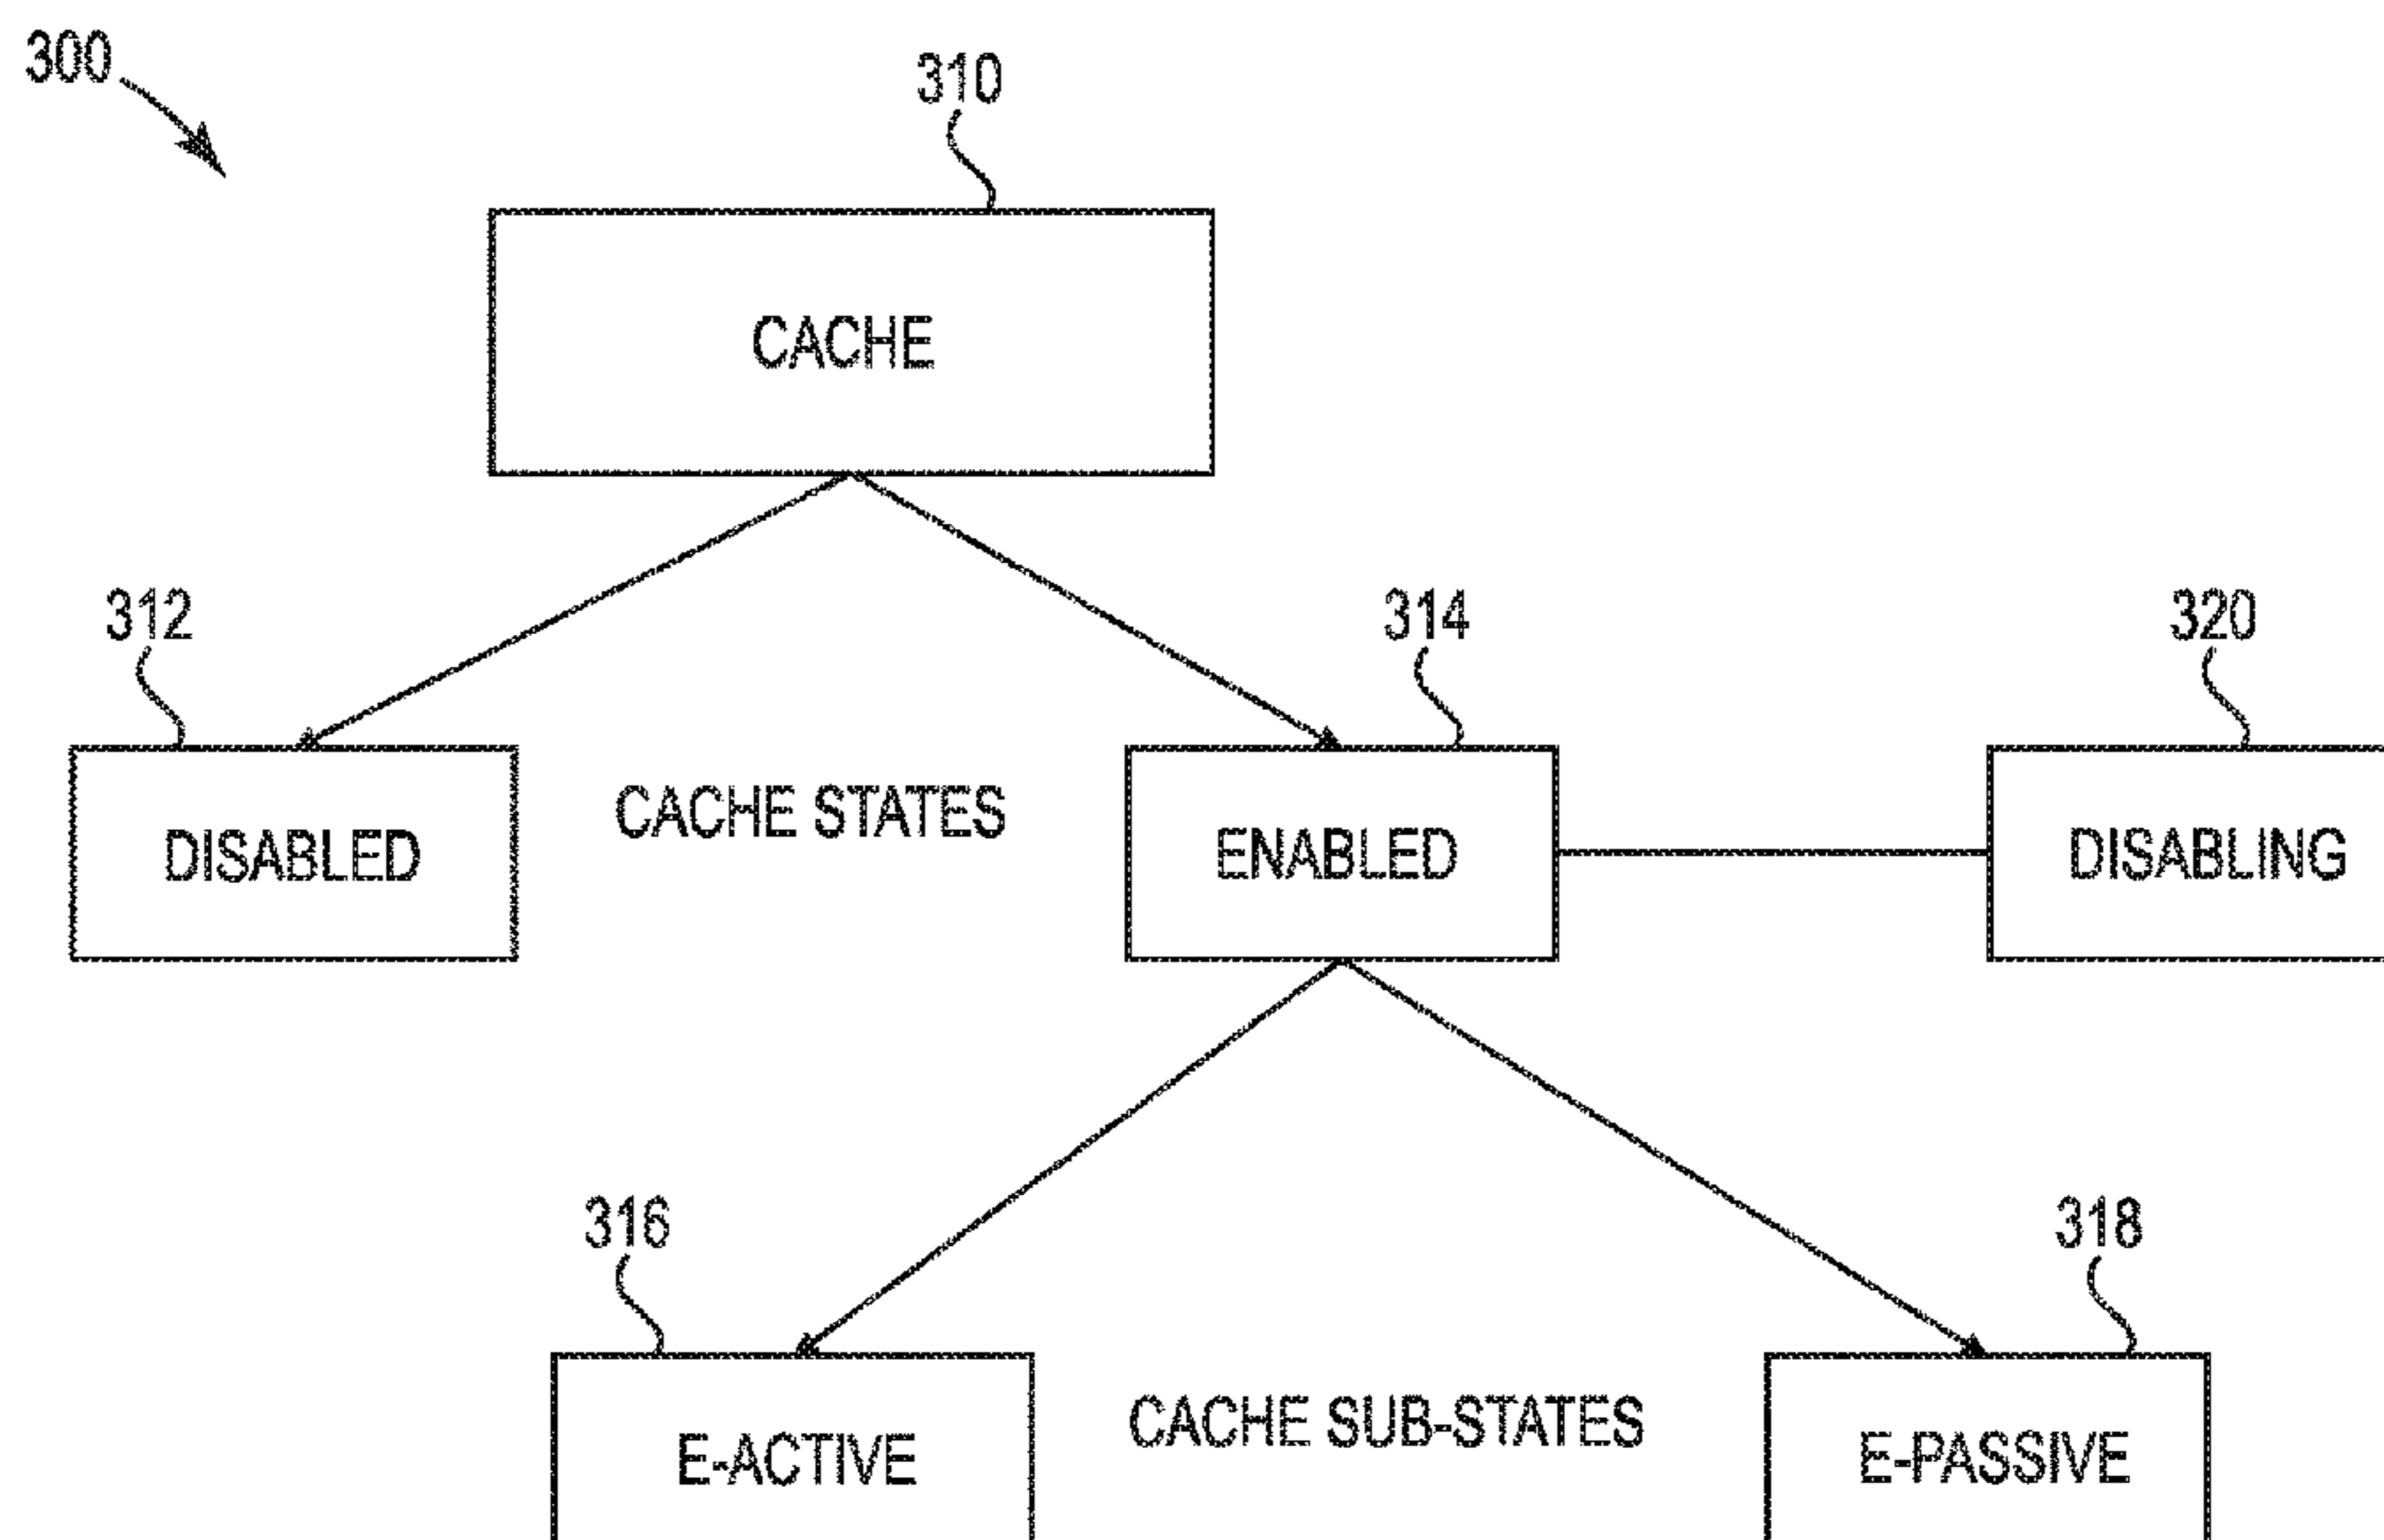 300
310
CACHE
312
314
320
DISABLED
CACHE STATES
ENABLED
DISABLING
316
318
E-ACTIVE
CACHE SUB-STATES
E-PASSIVE